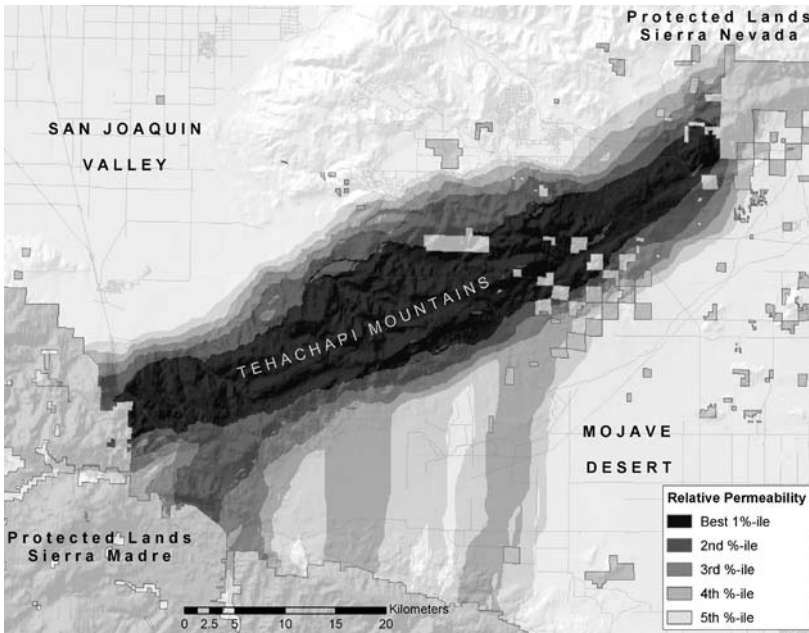 Protected Lands
Sierra Nevada
SAN JOAQUIN
VALLEY
TEHACHAPI MOUNTAINS
MOJAVE
DESERT
Protected Lands
Sierra Madre
Relative Permeability
Best 1%-ile
2nd %-ile
3rd %-ile
4th %-ile
5th %-ile
Kilometers
0 2.5 5 10 15 20